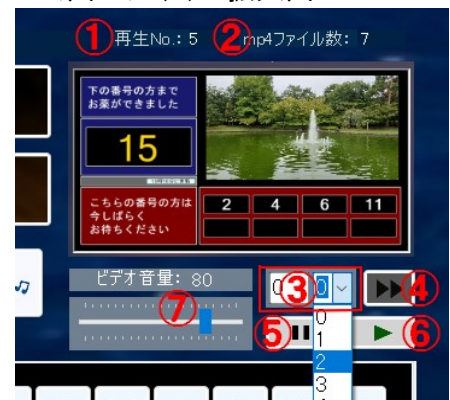 ① 再生No.: 5 ② mp4ファイル数: 7
下の番号の方まで
お薬ができました
15
こちらの番号の方は
今しばらく
お待ちください
2 4 6 11
ビデオ音量: 80
③ 0 ④
⑦
⑤ ⑥
0
1
2
3